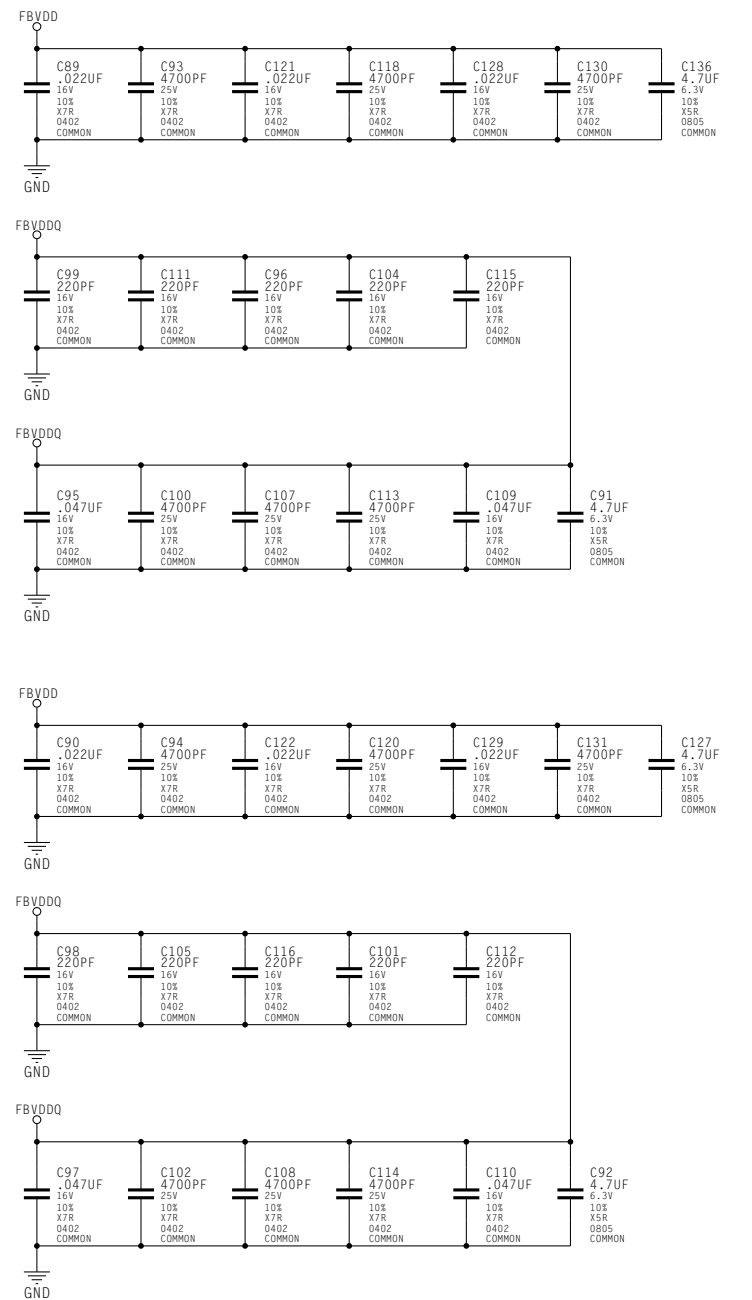 FBVDD
C89 C93 C121 C118 C128 C130 C136
.022UF 4700PF .022UF 4700PF .022UF 4700PF 4.7UF
16V 25V 16V 25V 16V 25V 6.3V
10% 10% 10% 10% 10% 10% 10%
X7R X7R X7R X7R X7R X7R X5R
0402 0402 0402 0402 0402 0402 0805
COMMON COMMON COMMON COMMON COMMON COMMON COMMON
GND
FBVDDQ
C99 C111 C96 C104 C115
220PF 220PF 220PF 220PF 220PF
16V 16V 16V 16V 16V
10% 10% 10% 10% 10%
X7R X7R X7R X7R X7R
0402 0402 0402 0402 0402
COMMON COMMON COMMON COMMON COMMON
GND
FBVDDQ
C95 C100 C107 C113 C109 C91
.047UF 4700PF 4700PF 4700PF .047UF 4.7UF
16V 25V 25V 25V 16V 6.3V
10% 10% 10% 10% 10% 10%
X7R X7R X7R X7R X7R X5R
0402 0402 0402 0402 0402 0805
COMMON COMMON COMMON COMMON COMMON COMMON
GND
FBVDD
C90 C94 C122 C120 C129 C131 C127
.022UF 4700PF .022UF 4700PF .022UF 4700PF 4.7UF
16V 25V 16V 25V 16V 25V 6.3V
10% 10% 10% 10% 10% 10% 10%
X7R X7R X7R X7R X7R X7R X5R
0402 0402 0402 0402 0402 0402 0805
COMMON COMMON COMMON COMMON COMMON COMMON COMMON
GND
FBVDDQ
C98 C105 C116 C101 C112
220PF 220PF 220PF 220PF 220PF
16V 16V 16V 16V 16V
10% 10% 10% 10% 10%
X7R X7R X7R X7R X7R
0402 0402 0402 0402 0402
COMMON COMMON COMMON COMMON COMMON
GND
FBVDDQ
C97 C102 C108 C114 C110 C92
.047UF 4700PF 4700PF 4700PF .047UF 4.7UF
16V 25V 25V 25V 16V 6.3V
10% 10% 10% 10% 10% 10%
X7R X7R X7R X7R X7R X5R
0402 0402 0402 0402 0402 0805
COMMON COMMON COMMON COMMON COMMON COMMON
GND